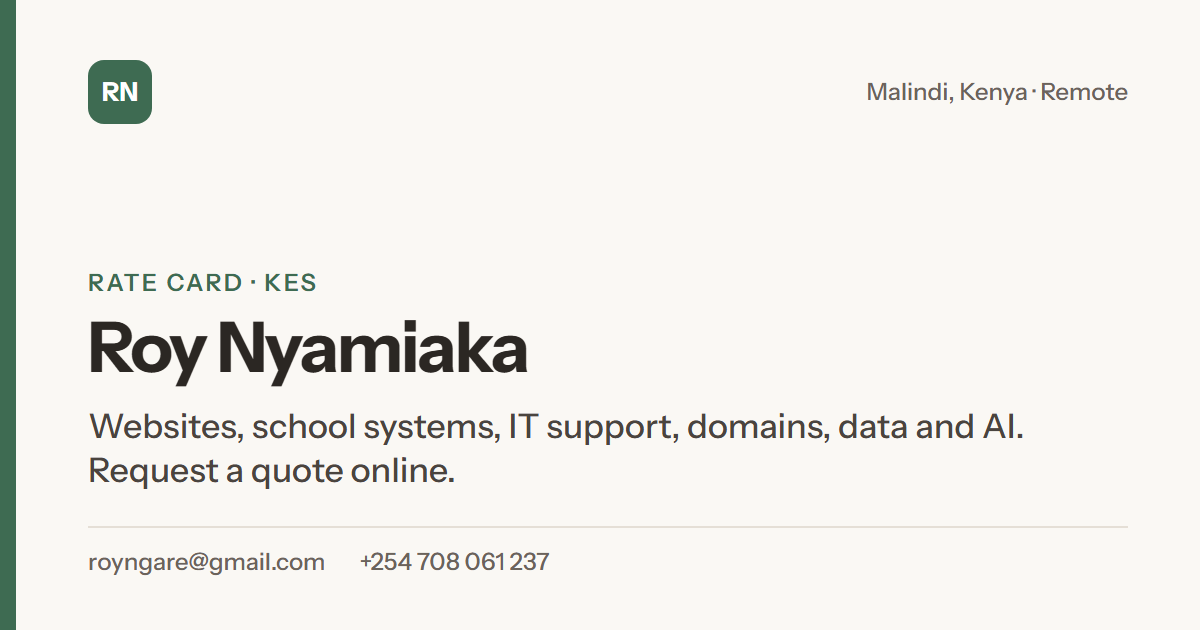 RN
Malindi, Kenya · Remote
RATE CARD · KES
Roy Nyamiaka
Websites, school systems, IT support, domains, data and AI.
Request a quote online.
royngare@gmail.com +254 708 061 237